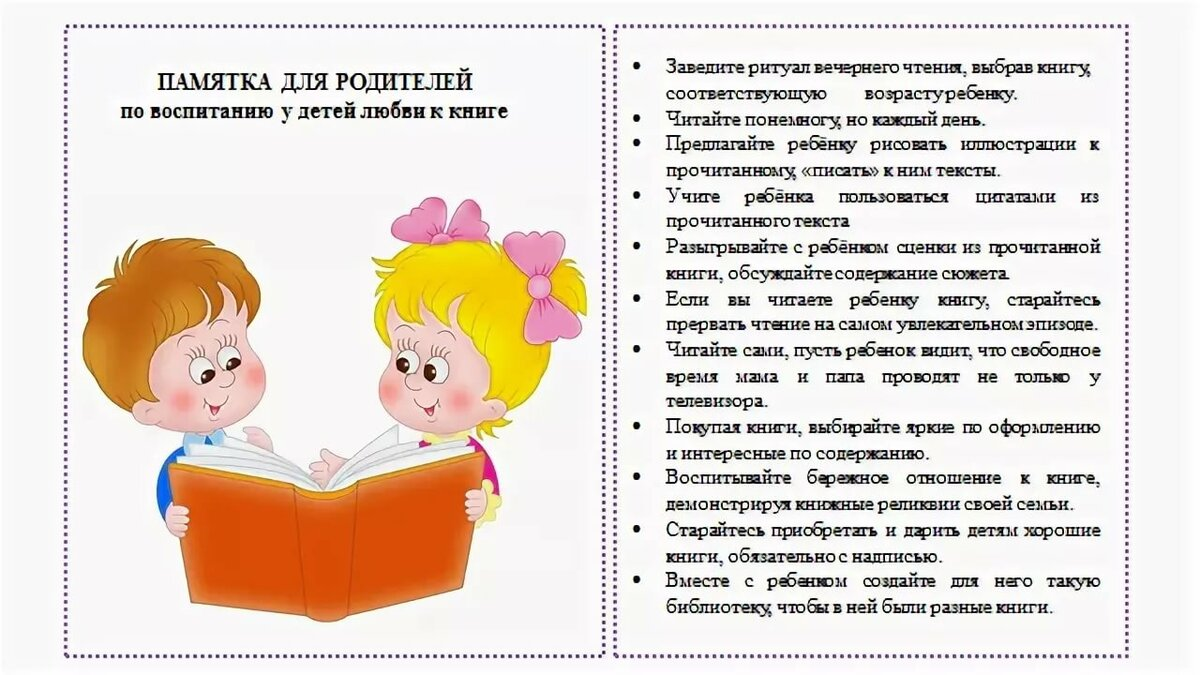 ПАМЯТКА ДЛЯ РОДИТЕЛЕЙ
по воспитанию у детей любви к книге
• Заведите ритуал вечернего чтения, выбрав книгу,
соответствующую возрасту ребенку.
• Читайте понемногу, но каждый день.
• Предлагайте ребёнку рисовать иллюстрации к
прочитанному, «писать» к ним тексты.
• Учите ребёнка пользоваться цитатами из
прочитанного текста
• Разыгрывайте с ребёнком сценки из прочитанной
книги, обсуждайте содержание сюжета.
• Если вы читаете ребенку книгу, старайтесь
прервать чтение на самом увлекательном эпизоде.
• Читайте сами, пусть ребенок видит, что свободное
время мама и папа проводят не только у
телевизора.
• Покупая книги, выбирайте яркие по оформлению
и интересные по содержанию.
• Воспитывайте бережное отношение к книге,
демонстрируя книжные реликвии своей семьи.
• Старайтесь приобретать и дарить детям хорошие
книги, обязательно с надписью.
• Вместе с ребенком создайте для него такую
библиотеку, чтобы в ней были разные книги.